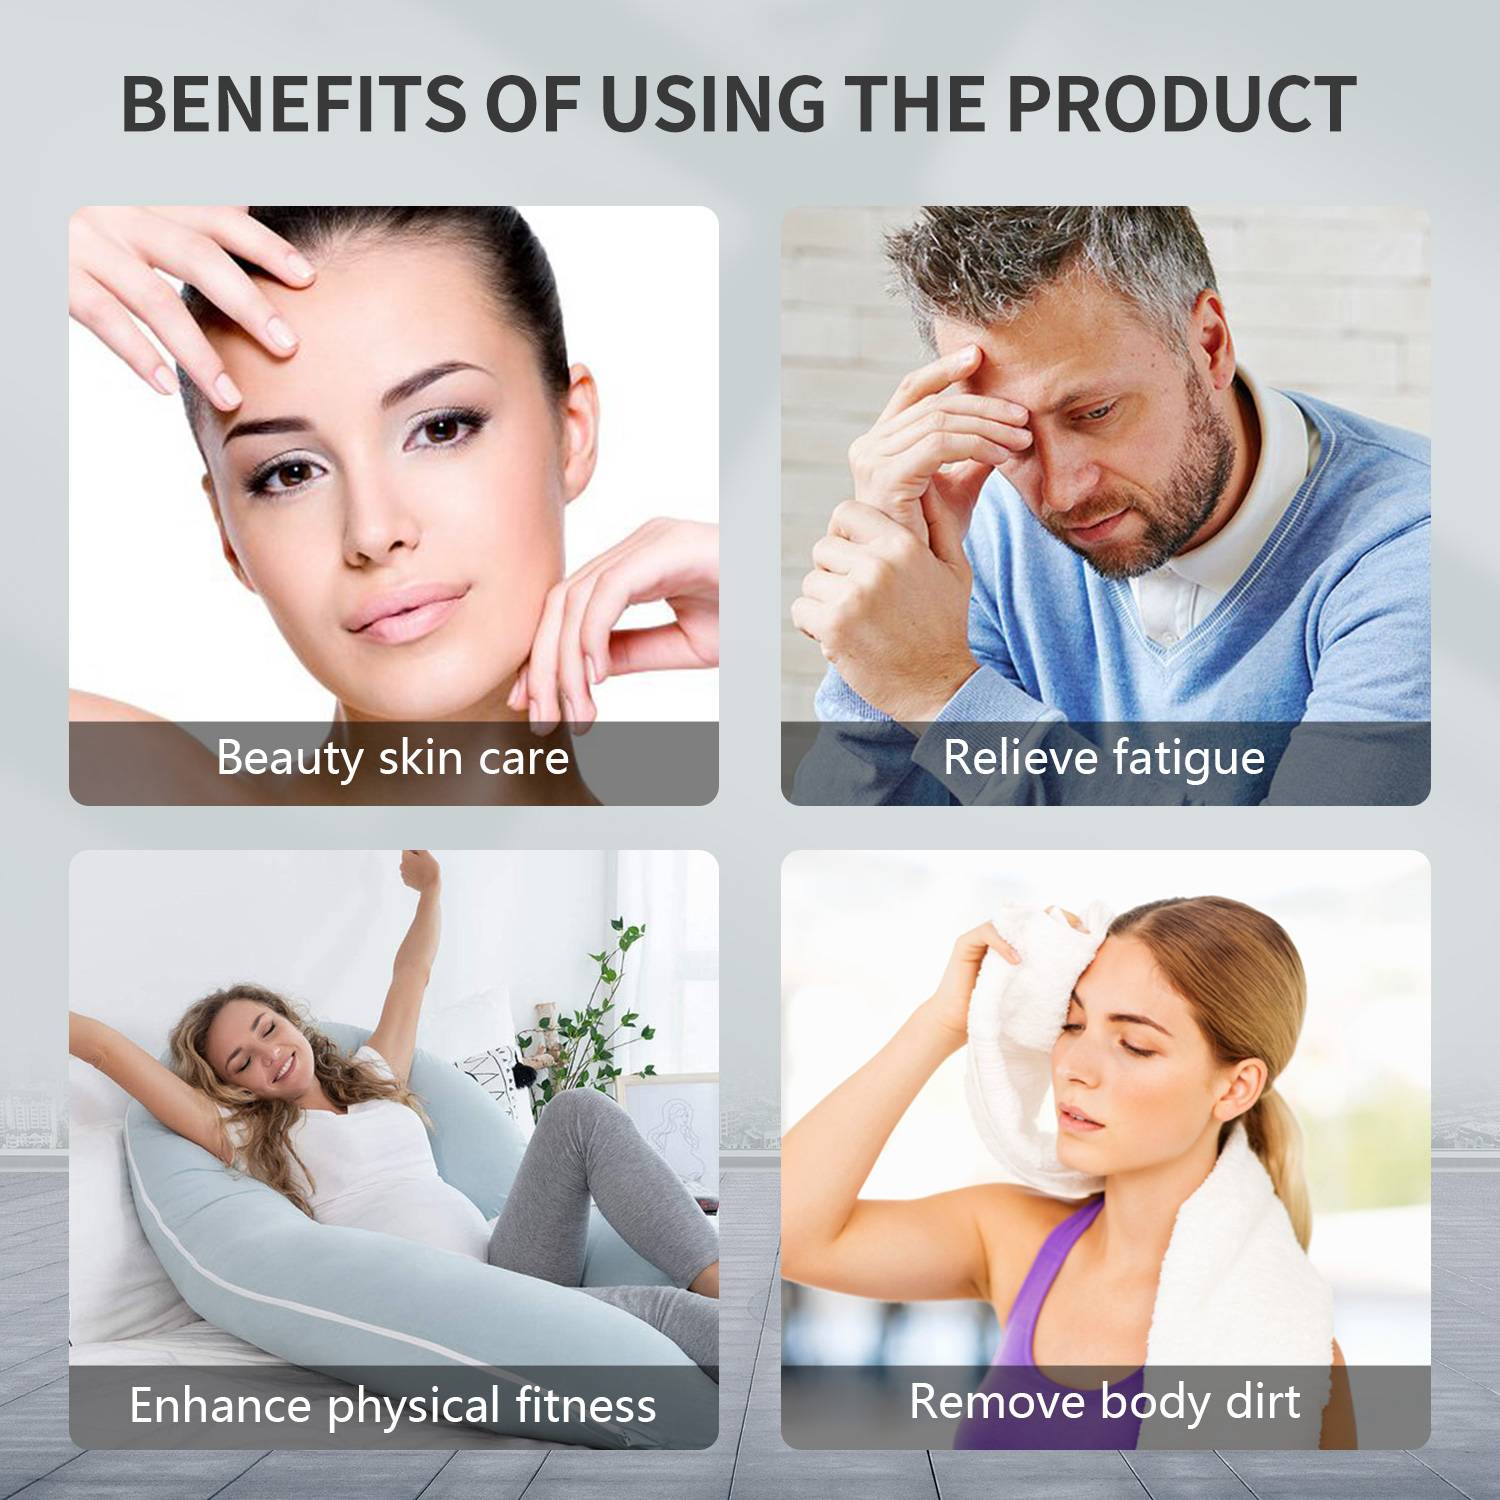 BENEFITS OF USING THE PRODUCT
Beauty skin care
Relieve fatigue
Enhance physical fitness
Remove body dirt